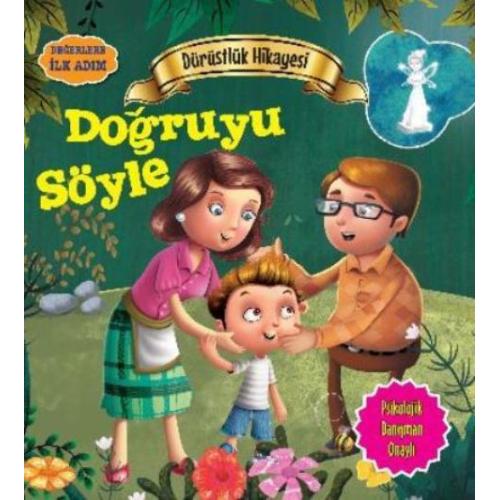 DEĞERLERE
İLK ADIM
Dürüstlük Hikayesi
Doğruyu
Söyle
Psikolojik
Danışman
Onaylı